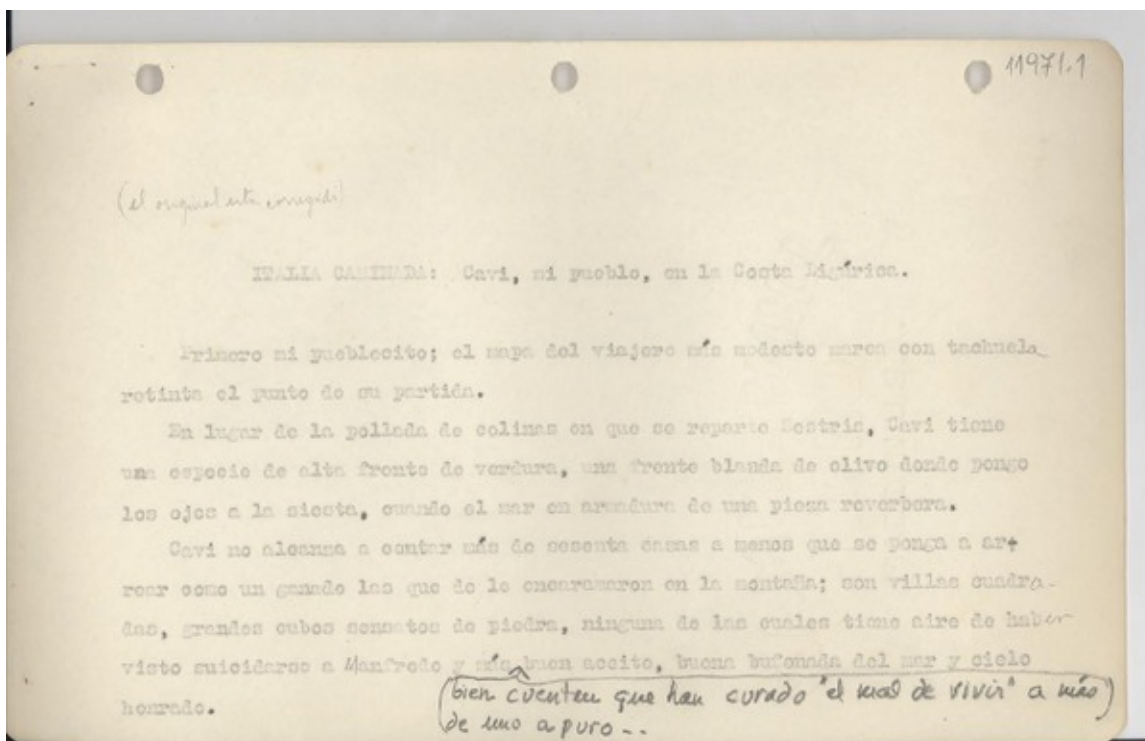 11971.1
(el original esta corregido)
ITALIA CAMINADA: Cavi, mi pueblo, en la Costa Ligúrica.
Primero mi pueblecito; el mapa del viajero más modesto marca con tachuela
retinta el punto de su partida.
En lugar de la pollada de colinas en que se reparte Sestris, Cavi tiene
una especie de alta frente de verdura, una frente blanda de olivo donde pongo
los ojos a la siesta, cuando el mar en armadura de una pieza reverbera.
Cavi no alcanza a contar más de sesenta casas a menos que se ponga a ar-
rear como un ganado las que de le encaramaron en la montaña; son villas cuadra-
das, grandes cubos sensatos de piedra, ninguna de las cuales tiene aire de haber
visto suicidarse a Manfredo y más buen aceite, buena bufonada del mar y cielo
honrado.
(bien cuenten que han curado "el mal de vivir" a más)
de uno a puro --